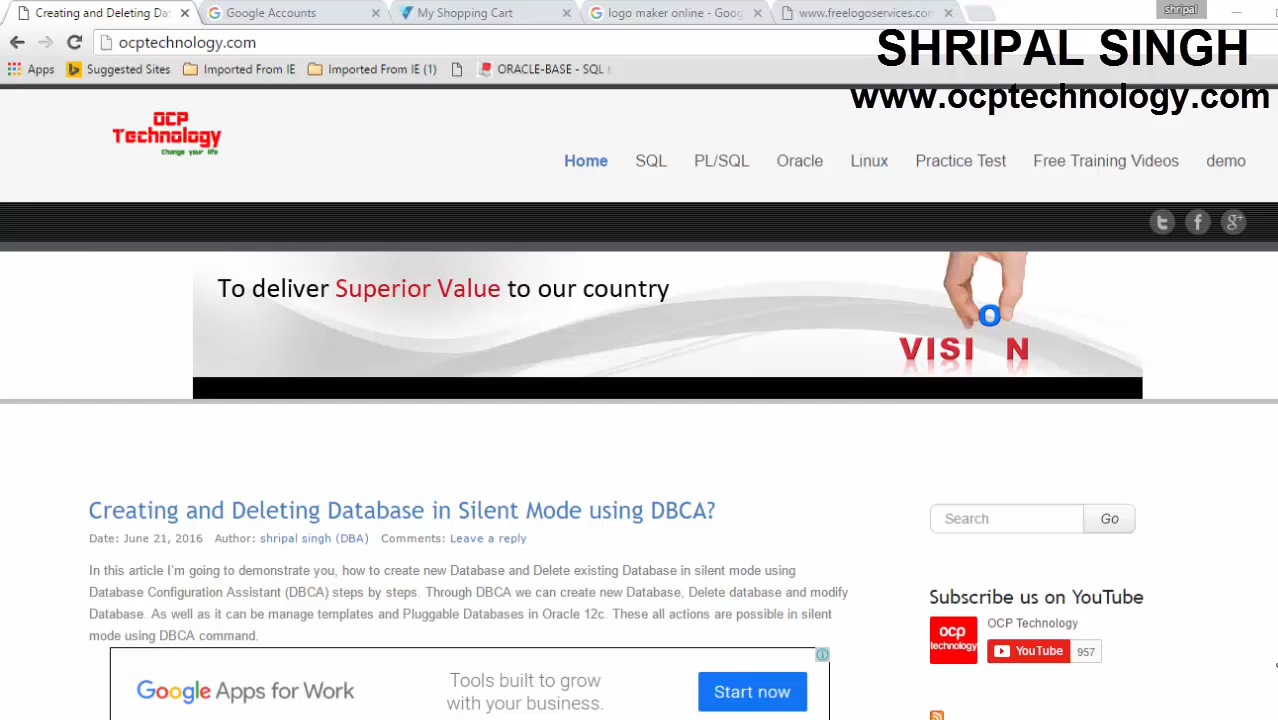 Creating and Deleting Dat
Google Accounts
My Shopping Cart
logo maker online - Goog
www.freelogoservices.com
shripal
ocptechnology.com
SHRIPAL SINGH
Apps
Suggested Sites
Imported From IE
Imported From IE (1)
ORACLE-BASE - SQL
www.ocptechnology.com
OCP
Technology
Change your life
Home SQL PL/SQL Oracle Linux Practice Test Free Training Videos demo
To deliver Superior Value to our country
VISION
Creating and Deleting Database in Silent Mode using DBCA?
Date: June 21, 2016 Author: shripal singh (DBA) Comments: Leave a reply
In this article I'm going to demonstrate you, how to create new Database and Delete existing Database in silent mode using
Database Configuration Assistant (DBCA) steps by steps. Through DBCA we can create new Database, Delete database and modify
Database. As well as it can be manage templates and Pluggable Databases in Oracle 12c. These all actions are possible in silent
mode using DBCA command.
Google Apps for Work
Tools built to grow
with your business.
Start now
Search
Go
Subscribe us on YouTube
ocp
technology
OCP Technology
YouTube 957